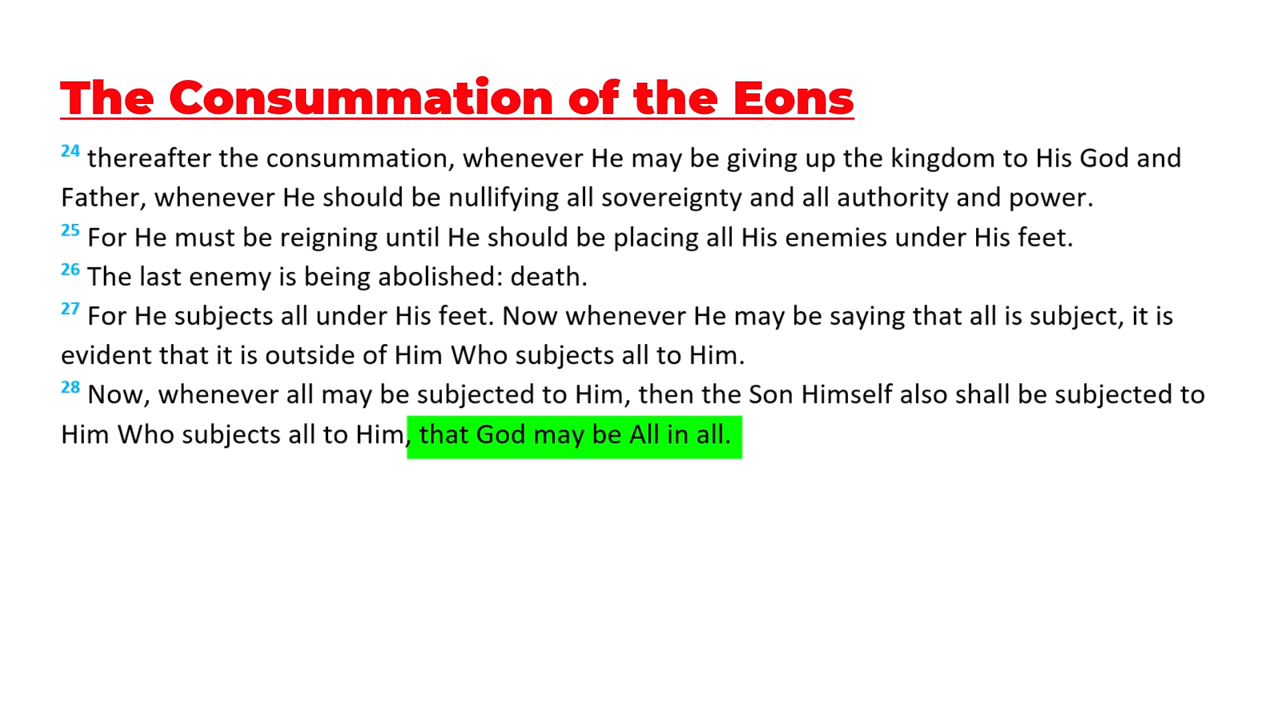 The Consummation of the Eons
24 thereafter the consummation, whenever He may be giving up the kingdom to His God and
Father, whenever He should be nullifying all sovereignty and all authority and power.
25 For He must be reigning until He should be placing all His enemies under His feet.
26 The last enemy is being abolished: death.
27 For He subjects all under His feet. Now whenever He may be saying that all is subject, it is
evident that it is outside of Him Who subjects all to Him.
28 Now, whenever all may be subjected to Him, then the Son Himself also shall be subjected to
Him Who subjects all to Him, that God may be All in all.